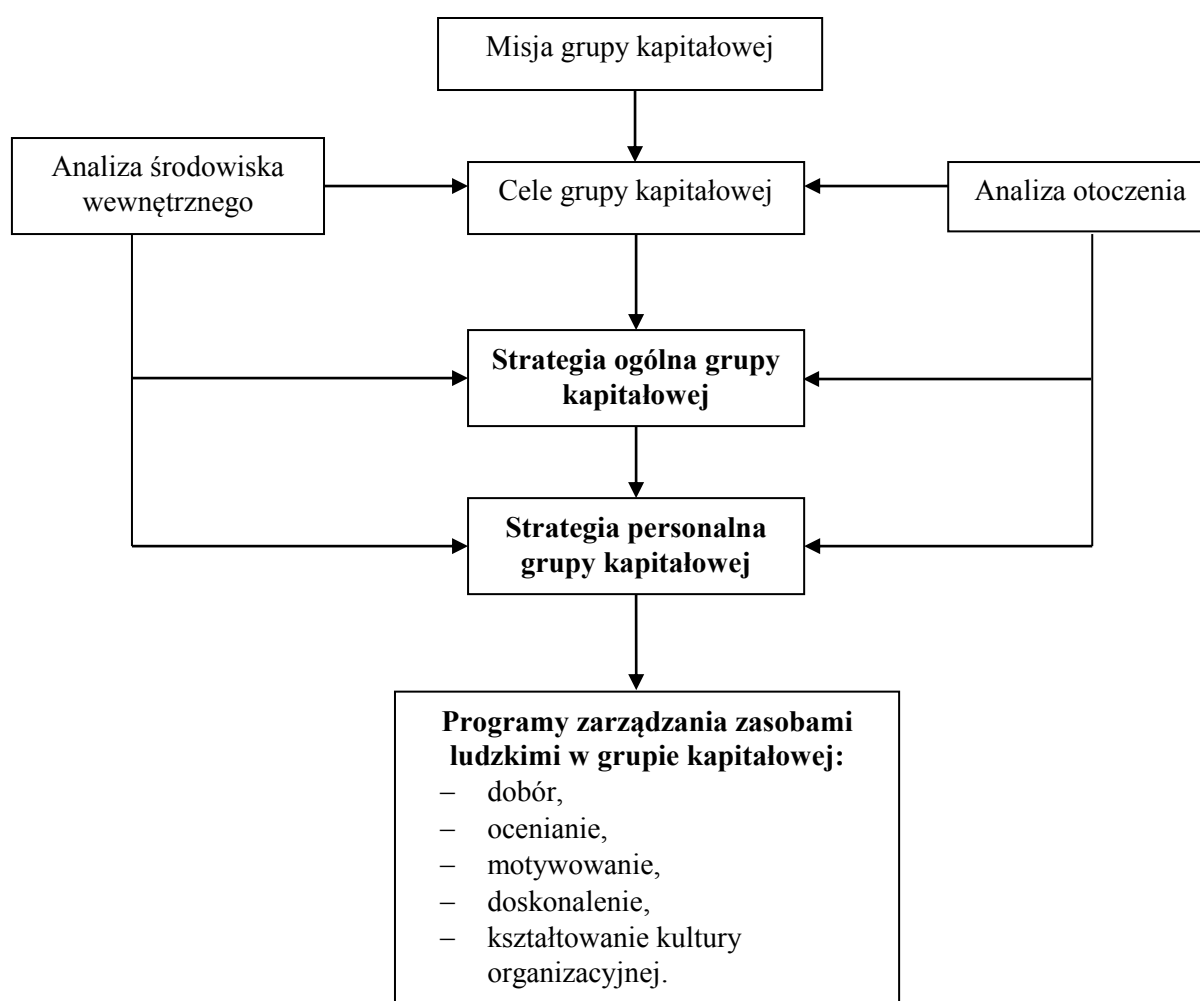 Misja grupy kapitałowej
Analiza środowiska
wewnętrznego
Cele grupy kapitałowej
Analiza otoczenia
Strategia ogólna grupy
kapitałowej
Strategia personalna
grupy kapitałowej
Programy zarządzania zasobami
ludzkimi w grupie kapitałowej:
– dobór,
– ocenianie,
– motywowanie,
– doskonalenie,
– kształtowanie kultury
organizacyjnej.